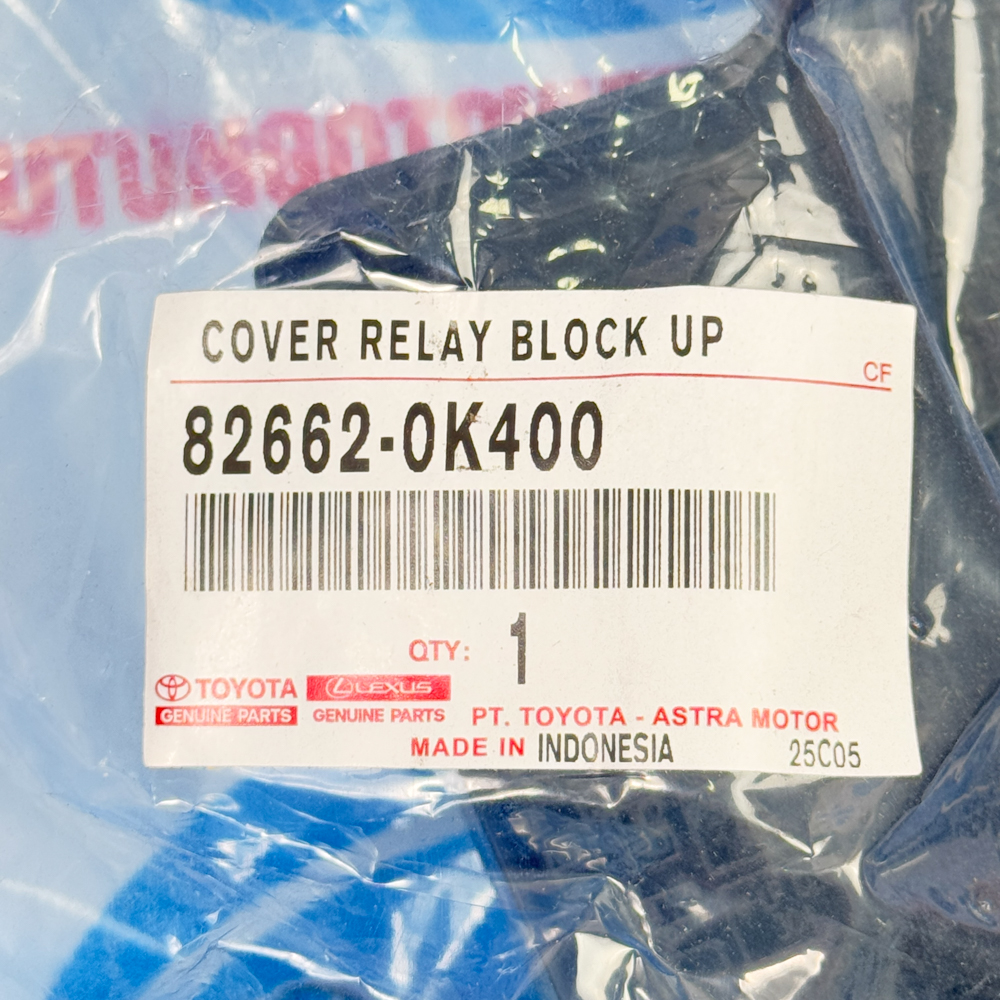 COVER RELAY BLOCK UP
CF
82662-0K400
QTY: 1
TOYOTA
GENUINE PARTS
LEXUS
GENUINE PARTS
PT. TOYOTA - ASTRA MOTOR
MADE IN INDONESIA
25C05